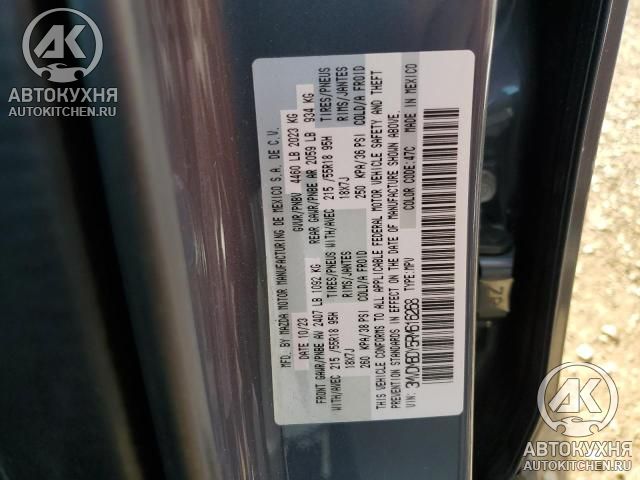 АК
АВТОКУХНЯ
AUTOKITCHEN.RU
MFD. BY MAZDA MOTOR MANUFACTURING DE MEXICO S.A. DE C.V.
DATE 10/23 GVWR/PNBV 4460 LB 2023 KG
FRONT GAWR/PNBE AV 2407 LB 1092 KG REAR GAWR/PNBE AR 2059 LB 934 KG
WITH/AVEC 215 /55R18 95H TIRES/PNEUS WITH/AVEC 215 /55R18 95H TIRES/PNEUS
18X7J RIMS/JANTES 18X7J RIMS/JANTES
260 KPA/38 PSI COLD/A FROID 250 KPA/36 PSI COLD/A FROID
THIS VEHICLE CONFORMS TO ALL APPLICABLE FEDERAL MOTOR VEHICLE SAFETY AND THEFT
PREVENTION STANDARDS IN EFFECT ON THE DATE OF MANUFACTURE SHOWN ABOVE.
VIN: TYPE:MPV COLOR CODE:47C MADE IN MEXICO
АК
АВТОКУХНЯ
AUTOKITCHEN.RU